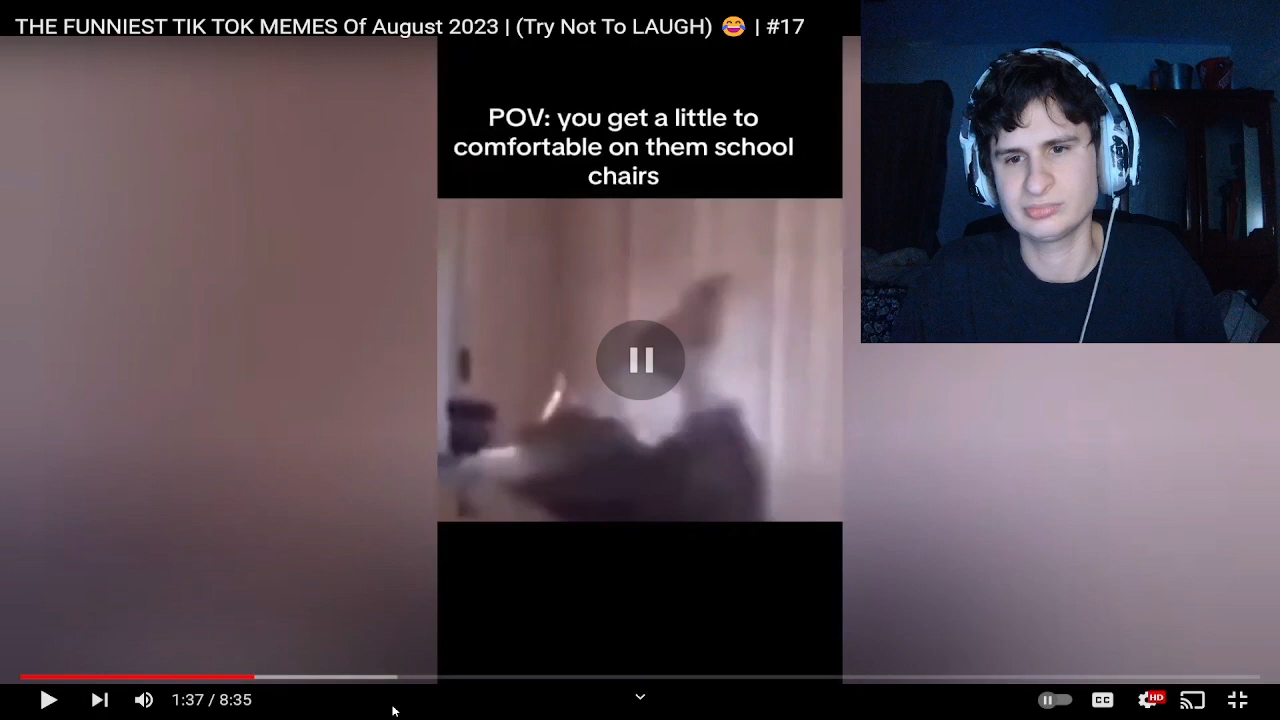 THE FUNNIEST TIK TOK MEMES Of August 2023 | (Try Not To LAUGH) 😂 | #17
POV: you get a little to
comfortable on them school
chairs
1:37 / 8:35
CC
HD